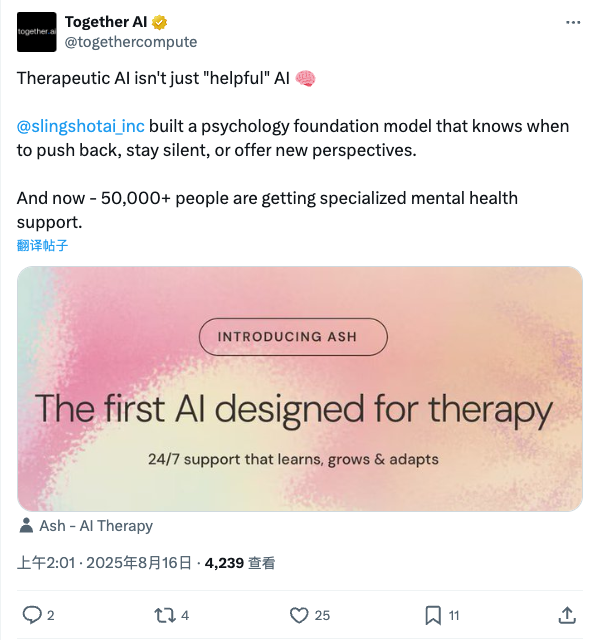 together.ai
Together AI
@togethercompute
Therapeutic AI isn't just "helpful" AI 🧠
@slingshotai_inc built a psychology foundation model that knows when
to push back, stay silent, or offer new perspectives.
And now - 50,000+ people are getting specialized mental health
support.
翻译帖子
INTRODUCING ASH
The first AI designed for therapy
24/7 support that learns, grows & adapts
Ash - AI Therapy
上午2:01 · 2025年8月16日 · 4,239 查看
2 4 25 11